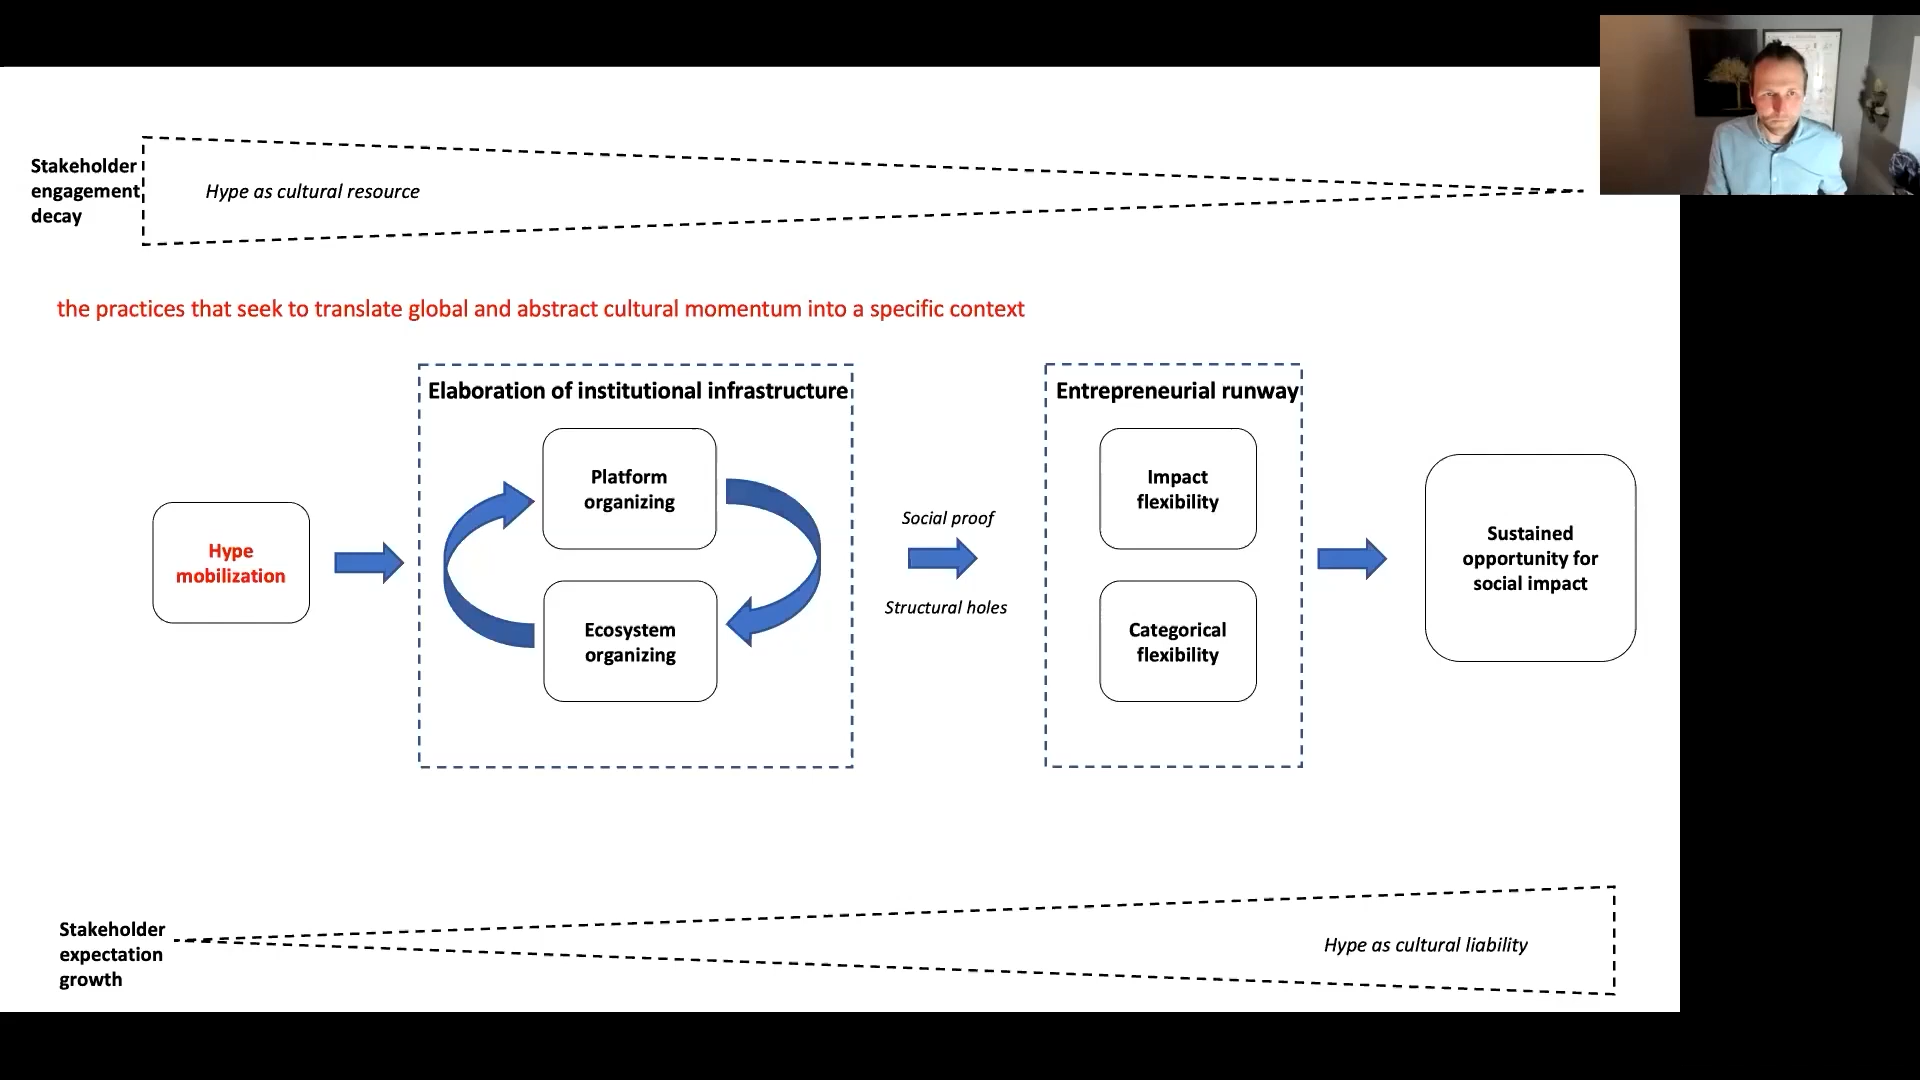 Stakeholder
engagement
decay
Hype as cultural resource
the practices that seek to translate global and abstract cultural momentum into a specific context
Elaboration of institutional infrastructure
Platform
organizing
Ecosystem
organizing
Hype
mobilization
Social proof
Structural holes
Entrepreneurial runway
Impact
flexibility
Categorical
flexibility
Sustained
opportunity for
social impact
Stakeholder
expectation
growth
Hype as cultural liability